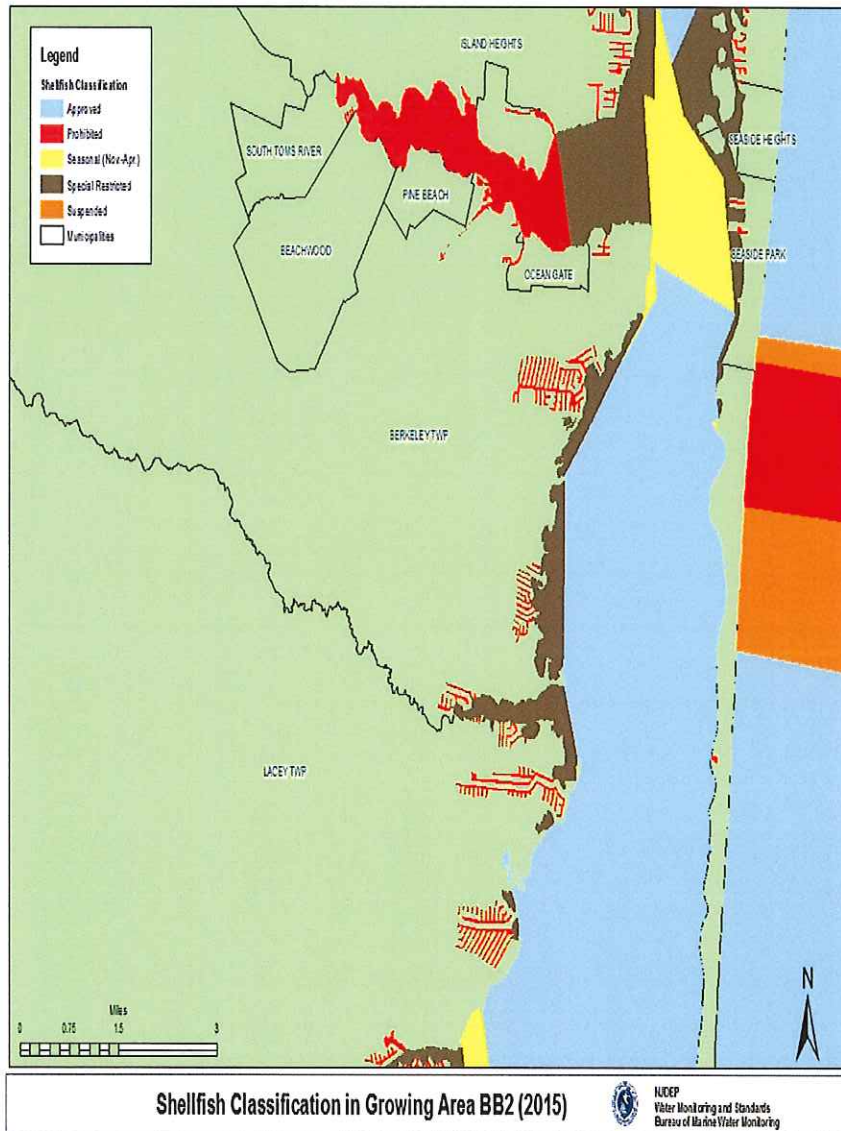 Legend
Shellfish Classification
Approved
Prohibited
Seasonal (Nov-Apr.)
Special Restricted
Suspended
Municipalities
ISLAND HEIGHTS
SOUTH TOMS RIVER
SEASIDE HEIGHTS
PINE BEACH
BEACHWOOD
SEASIDE PARK
OCEAN GATE
BERKELEY TWP
LACEY TWP
N
Miles
0 0.75 1.5 3
Shellfish Classification in Growing Area BB2 (2015)
NJDEP
Water Monitoring and Standards
Bureau of Marine Water Monitoring